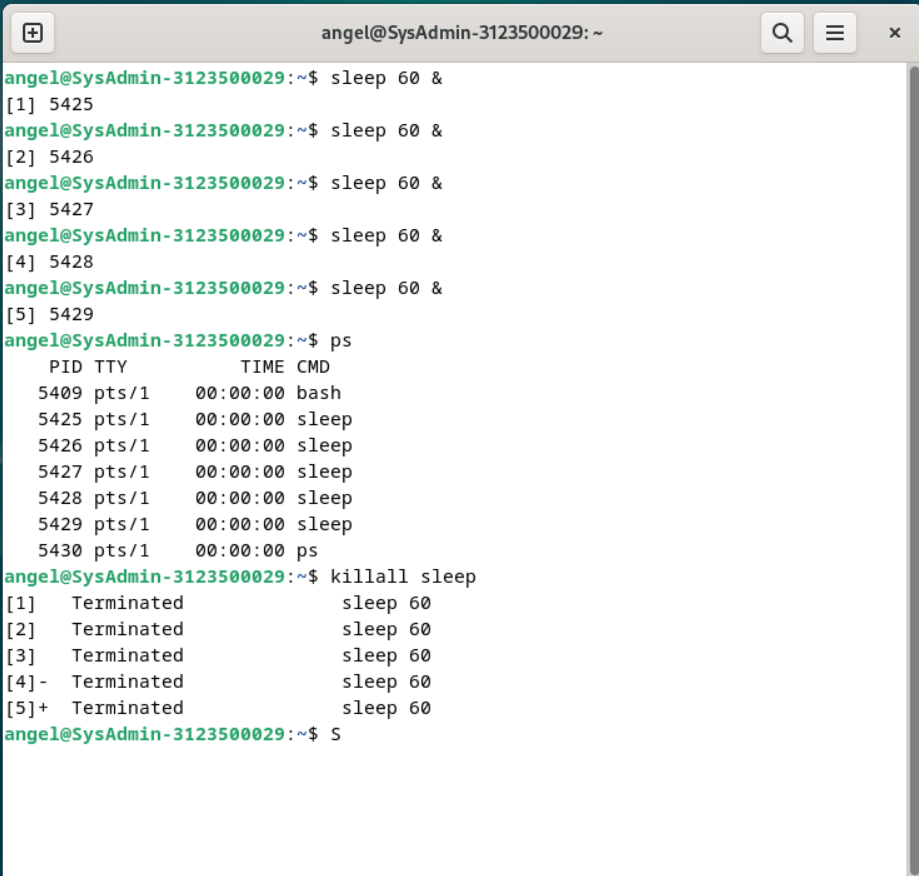 angel@SysAdmin-3123500029: ~
angel@SysAdmin-3123500029:~$ sleep 60 &
[1] 5425
angel@SysAdmin-3123500029:~$ sleep 60 &
[2] 5426
angel@SysAdmin-3123500029:~$ sleep 60 &
[3] 5427
angel@SysAdmin-3123500029:~$ sleep 60 &
[4] 5428
angel@SysAdmin-3123500029:~$ sleep 60 &
[5] 5429
angel@SysAdmin-3123500029:~$ ps
    PID TTY          TIME CMD
   5409 pts/1    00:00:00 bash
   5425 pts/1    00:00:00 sleep
   5426 pts/1    00:00:00 sleep
   5427 pts/1    00:00:00 sleep
   5428 pts/1    00:00:00 sleep
   5429 pts/1    00:00:00 sleep
   5430 pts/1    00:00:00 ps
angel@SysAdmin-3123500029:~$ killall sleep
[1]   Terminated              sleep 60
[2]   Terminated              sleep 60
[3]   Terminated              sleep 60
[4]-  Terminated              sleep 60
[5]+  Terminated              sleep 60
angel@SysAdmin-3123500029:~$ S